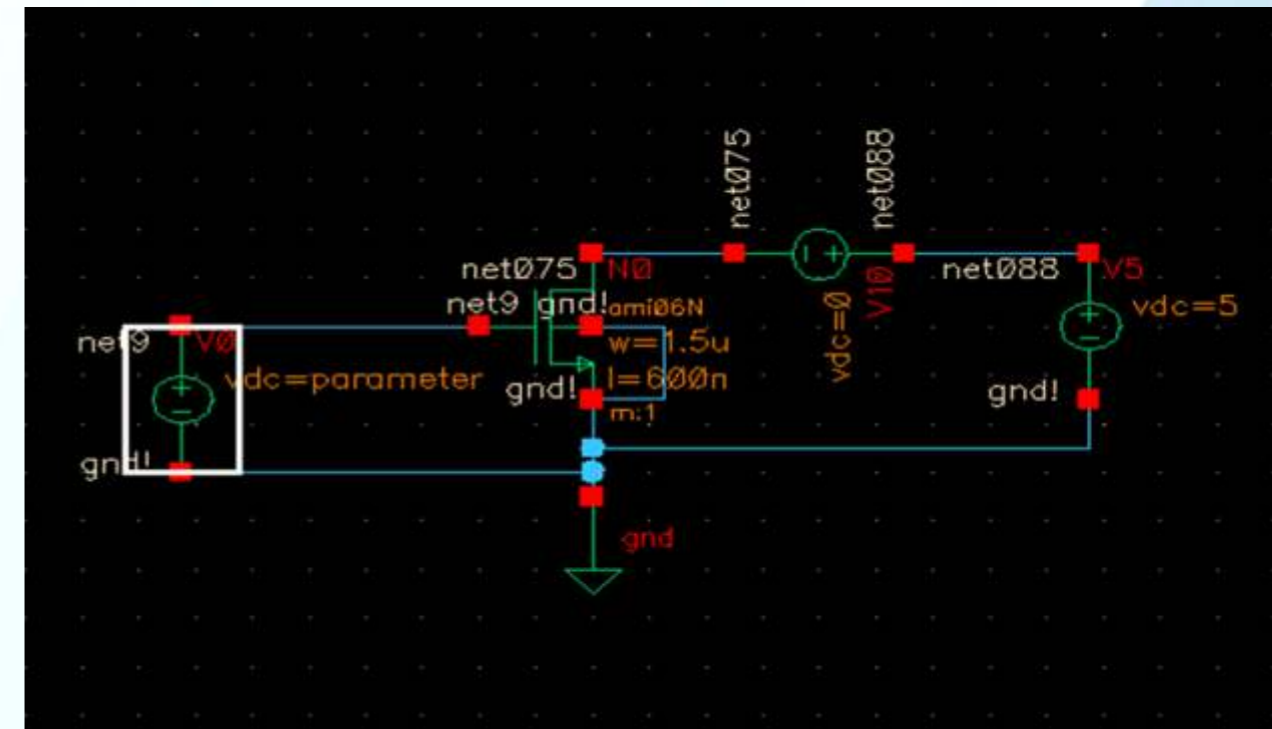 net075
net088
net075
N0
net088
V5
net9
gnd!
ami06N
V10
vdc=0
vdc=5
net9
V0
w=1.5u
vdc=parameter
l=600n
gnd!
gnd!
m:1
gnd!
gnd